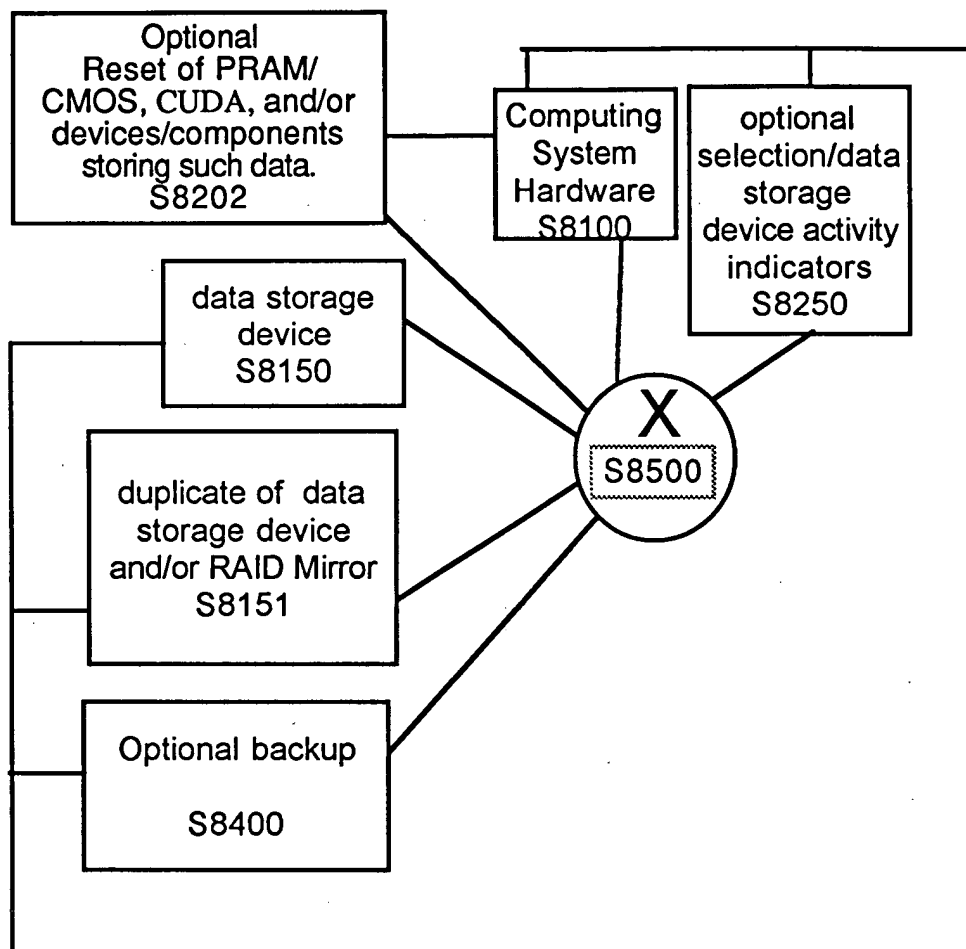 Optional
Reset of PRAM/
CMOS, CUDA, and/or
devices/components
storing such data.
S8202
Computing
System
Hardware
S8100
optional
selection/data
storage
device activity
indicators
S8250
data storage
device
S8150
X
S8500
duplicate of data
storage device
and/or RAID Mirror
S8151
Optional backup
S8400